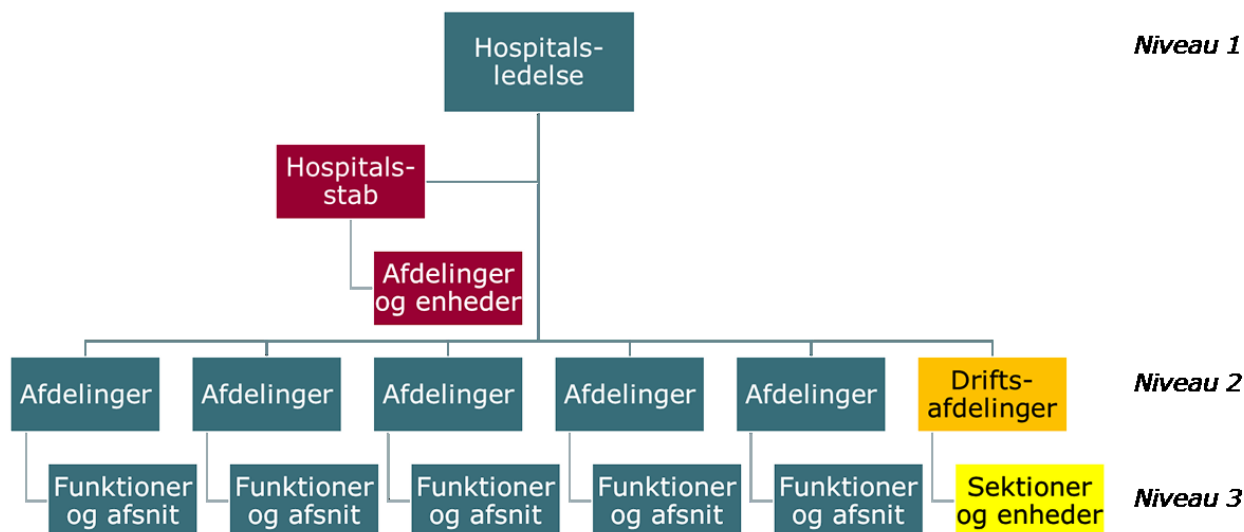 Hospitals-
ledelse
Niveau 1
Hospitals-
stab
Afdelinger
og enheder
Afdelinger
Afdelinger
Afdelinger
Afdelinger
Afdelinger
Drifts-
afdelinger
Niveau 2
Funktioner
og afsnit
Funktioner
og afsnit
Funktioner
og afsnit
Funktioner
og afsnit
Funktioner
og afsnit
Sektioner
og enheder
Niveau 3